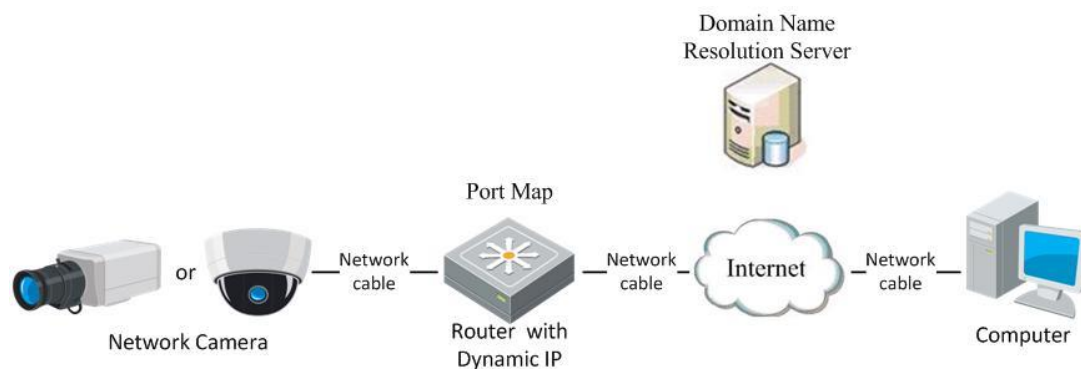 Domain Name
Resolution Server
Port Map
or
Network
cable
Network
cable
Internet
Network
cable
Network Camera
Router with
Dynamic IP
Computer